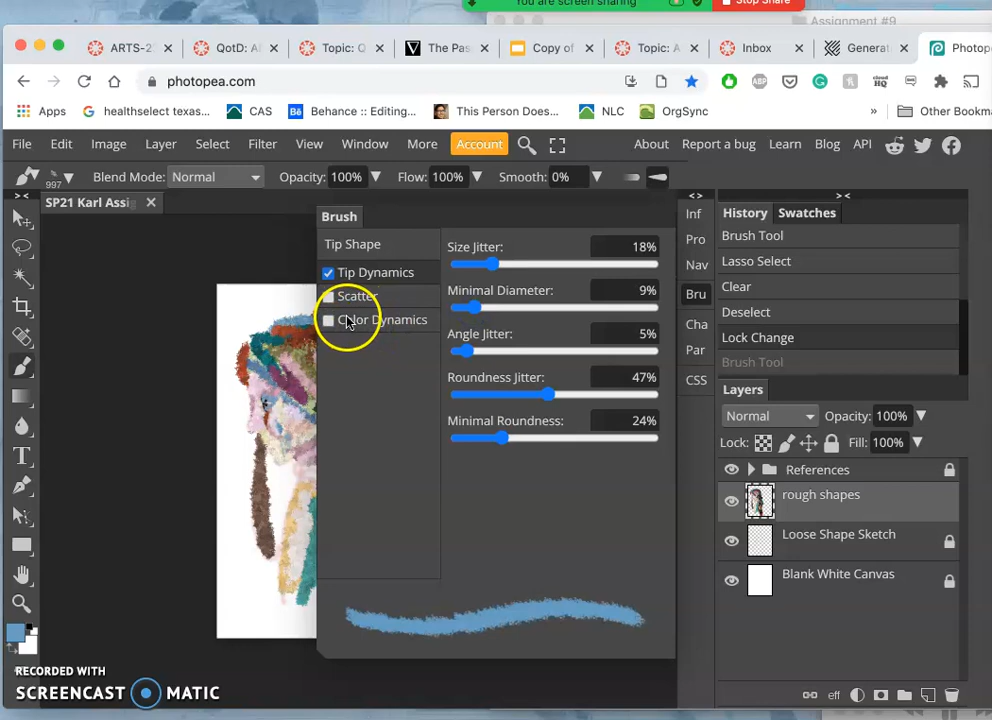 You are screen sharing
Stop Share
Assignment #9
ARTS-2
QotD: A
Topic: Q
The Pas
Copy of
Topic: A
Inbox
Generat
Photop
photopea.com
ABP
cloud HQ
Apps
healthselect texas...
CAS
Behance :: Editing...
This Person Does...
NLC
OrgSync
»
Other Bookma
File Edit Image Layer Select Filter View Window More Account About Report a bug Learn Blog API
997
Blend Mode: Normal Opacity: 100% Flow: 100% Smooth: 0%
SP21 Karl Assig
Brush
Tip Shape
Tip Dynamics
Scatter
Color Dynamics
Size Jitter: 18%
Minimal Diameter: 9%
Angle Jitter: 5%
Roundness Jitter: 47%
Minimal Roundness: 24%
Inf
Pro
Nav
Bru
Cha
Par
CSS
History Swatches
Brush Tool
Lasso Select
Clear
Deselect
Lock Change
Brush Tool
Layers
Normal Opacity: 100%
Lock: Fill: 100%
References
rough shapes
Loose Shape Sketch
Blank White Canvas
eff
RECORDED WITH
SCREENCAST MATIC